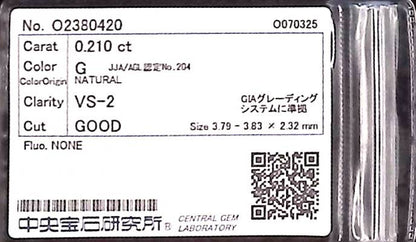 No. O2380420 O070325
Carat 0.210 ct
Color G JJA/AGL認定No.204
ColorOrigin NATURAL
Clarity VS-2 GIAグレーディング
システムに準拠
Cut GOOD Size 3.79 - 3.83 × 2.32 mm
Fluo. NONE
中央宝石研究所® CENTRAL GEM
LABORATORY